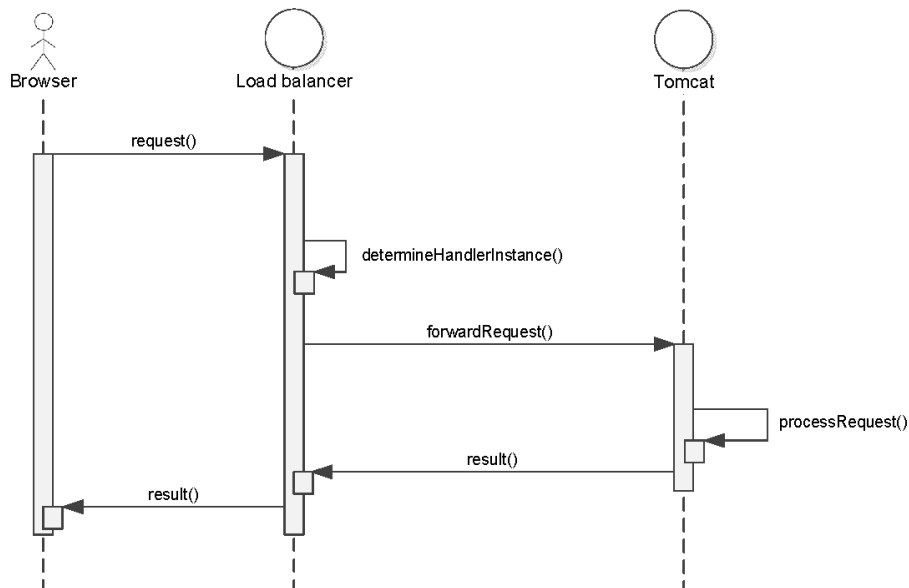 Browser
Load balancer
Tomcat
request()
determineHandlerInstance()
forwardRequest()
processRequest()
result()
result()